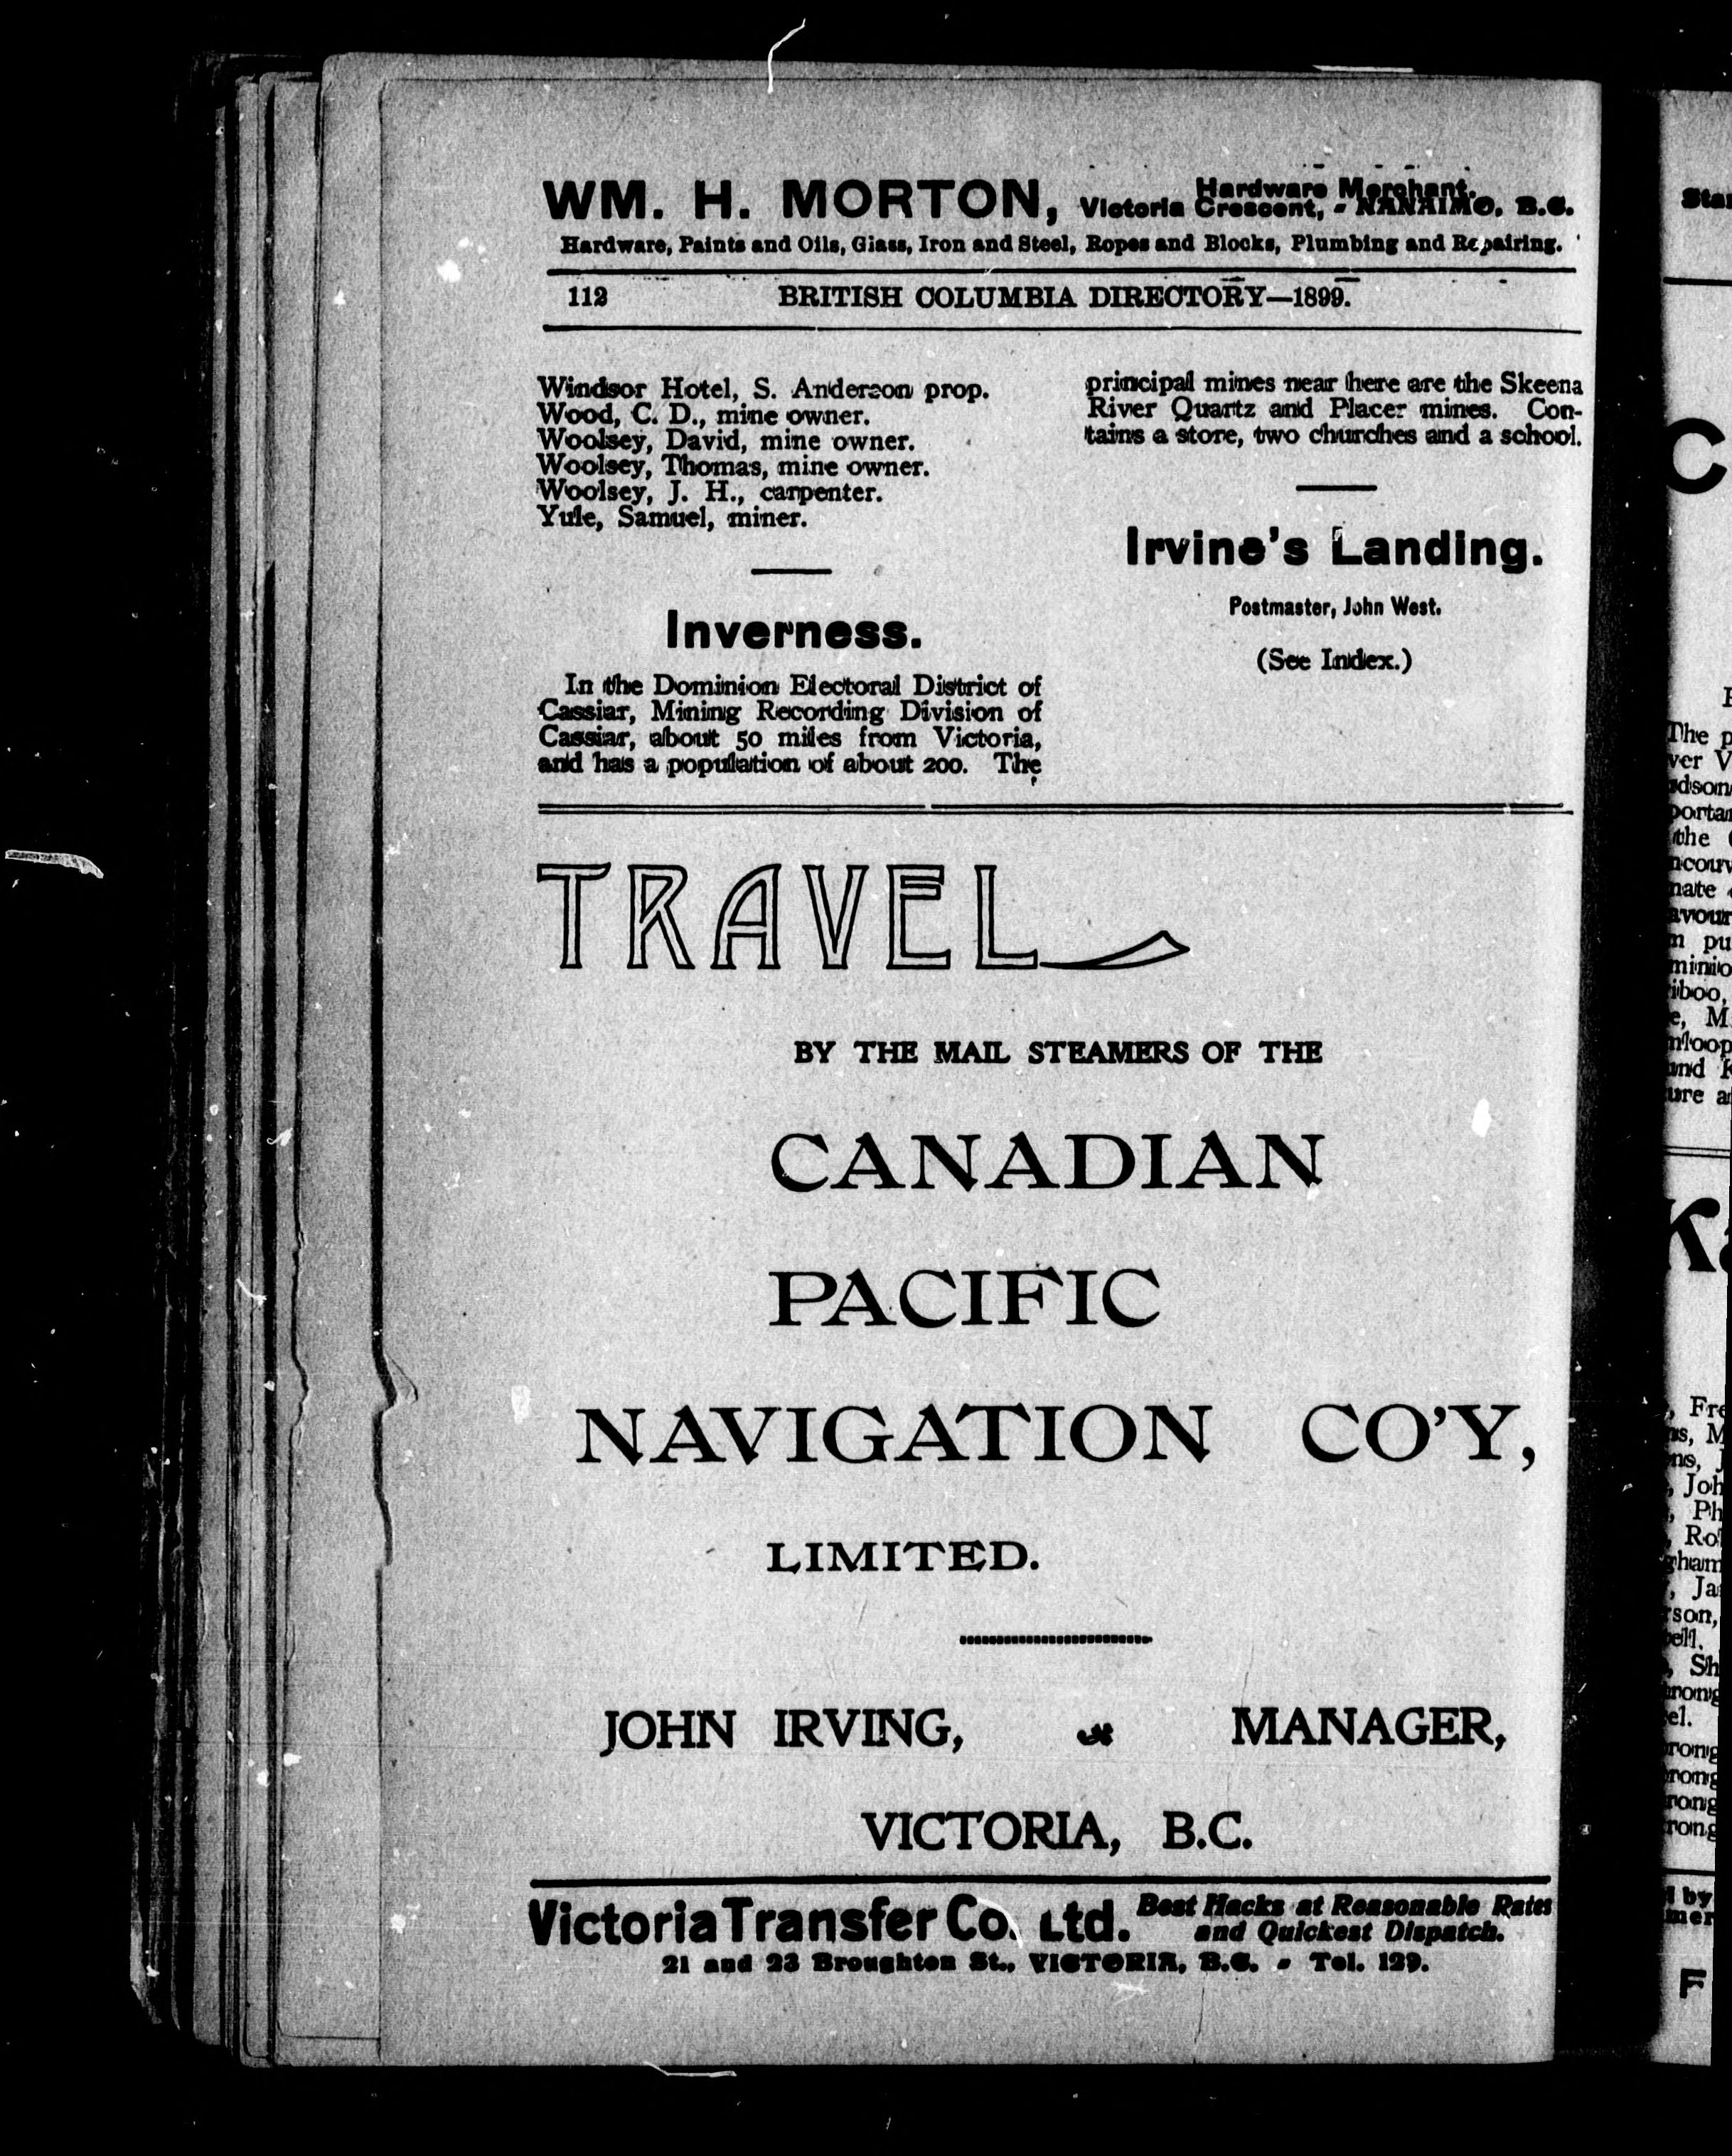 WM. H. MORTON, Hardware Merchant,
Victoria Crescent, - NANAIMO, B.C.
Hardware, Paints and Oils, Glass, Iron and Steel, Ropes and Blocks, Plumbing and Repairing.
112 BRITISH COLUMBIA DIRECTORY—1899.
Windsor Hotel, S. Anderson prop.
Wood, C. D., mine owner.
Woolsey, David, mine owner.
Woolsey, Thomas, mine owner.
Woolsey, J. H., carpenter.
Yule, Samuel, miner.
Inverness.
In the Dominion Electoral District of
Cassiar, Mining Recording Division of
Cassiar, about 50 miles from Victoria,
and has a population of about 200. The
principal mines near here are the Skeena
River Quartz and Placer mines. Con-
tains a store, two churches and a school.
Irvine's Landing.
Postmaster, John West.
(See Index.)
TRAVEL
BY THE MAIL STEAMERS OF THE
CANADIAN
PACIFIC
NAVIGATION CO'Y,
LIMITED.
JOHN IRVING, MANAGER,
VICTORIA, B.C.
Victoria Transfer Co. Ltd. Best Hacks at Reasonable Rates
and Quickest Dispatch.
21 and 23 Broughton St., VICTORIA, B.C. - Tel. 129.